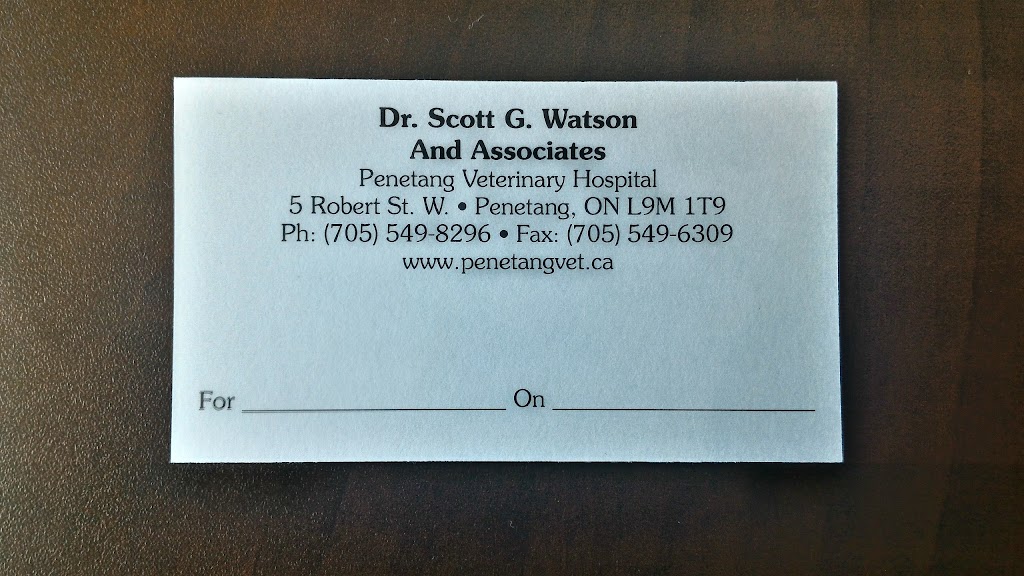 Dr. Scott G. Watson
And Associates
Penetang Veterinary Hospital
5 Robert St. W. • Penetang, ON L9M 1T9
Ph: (705) 549-8296 • Fax: (705) 549-6309
www.penetangvet.ca
For ____________________ On ____________________